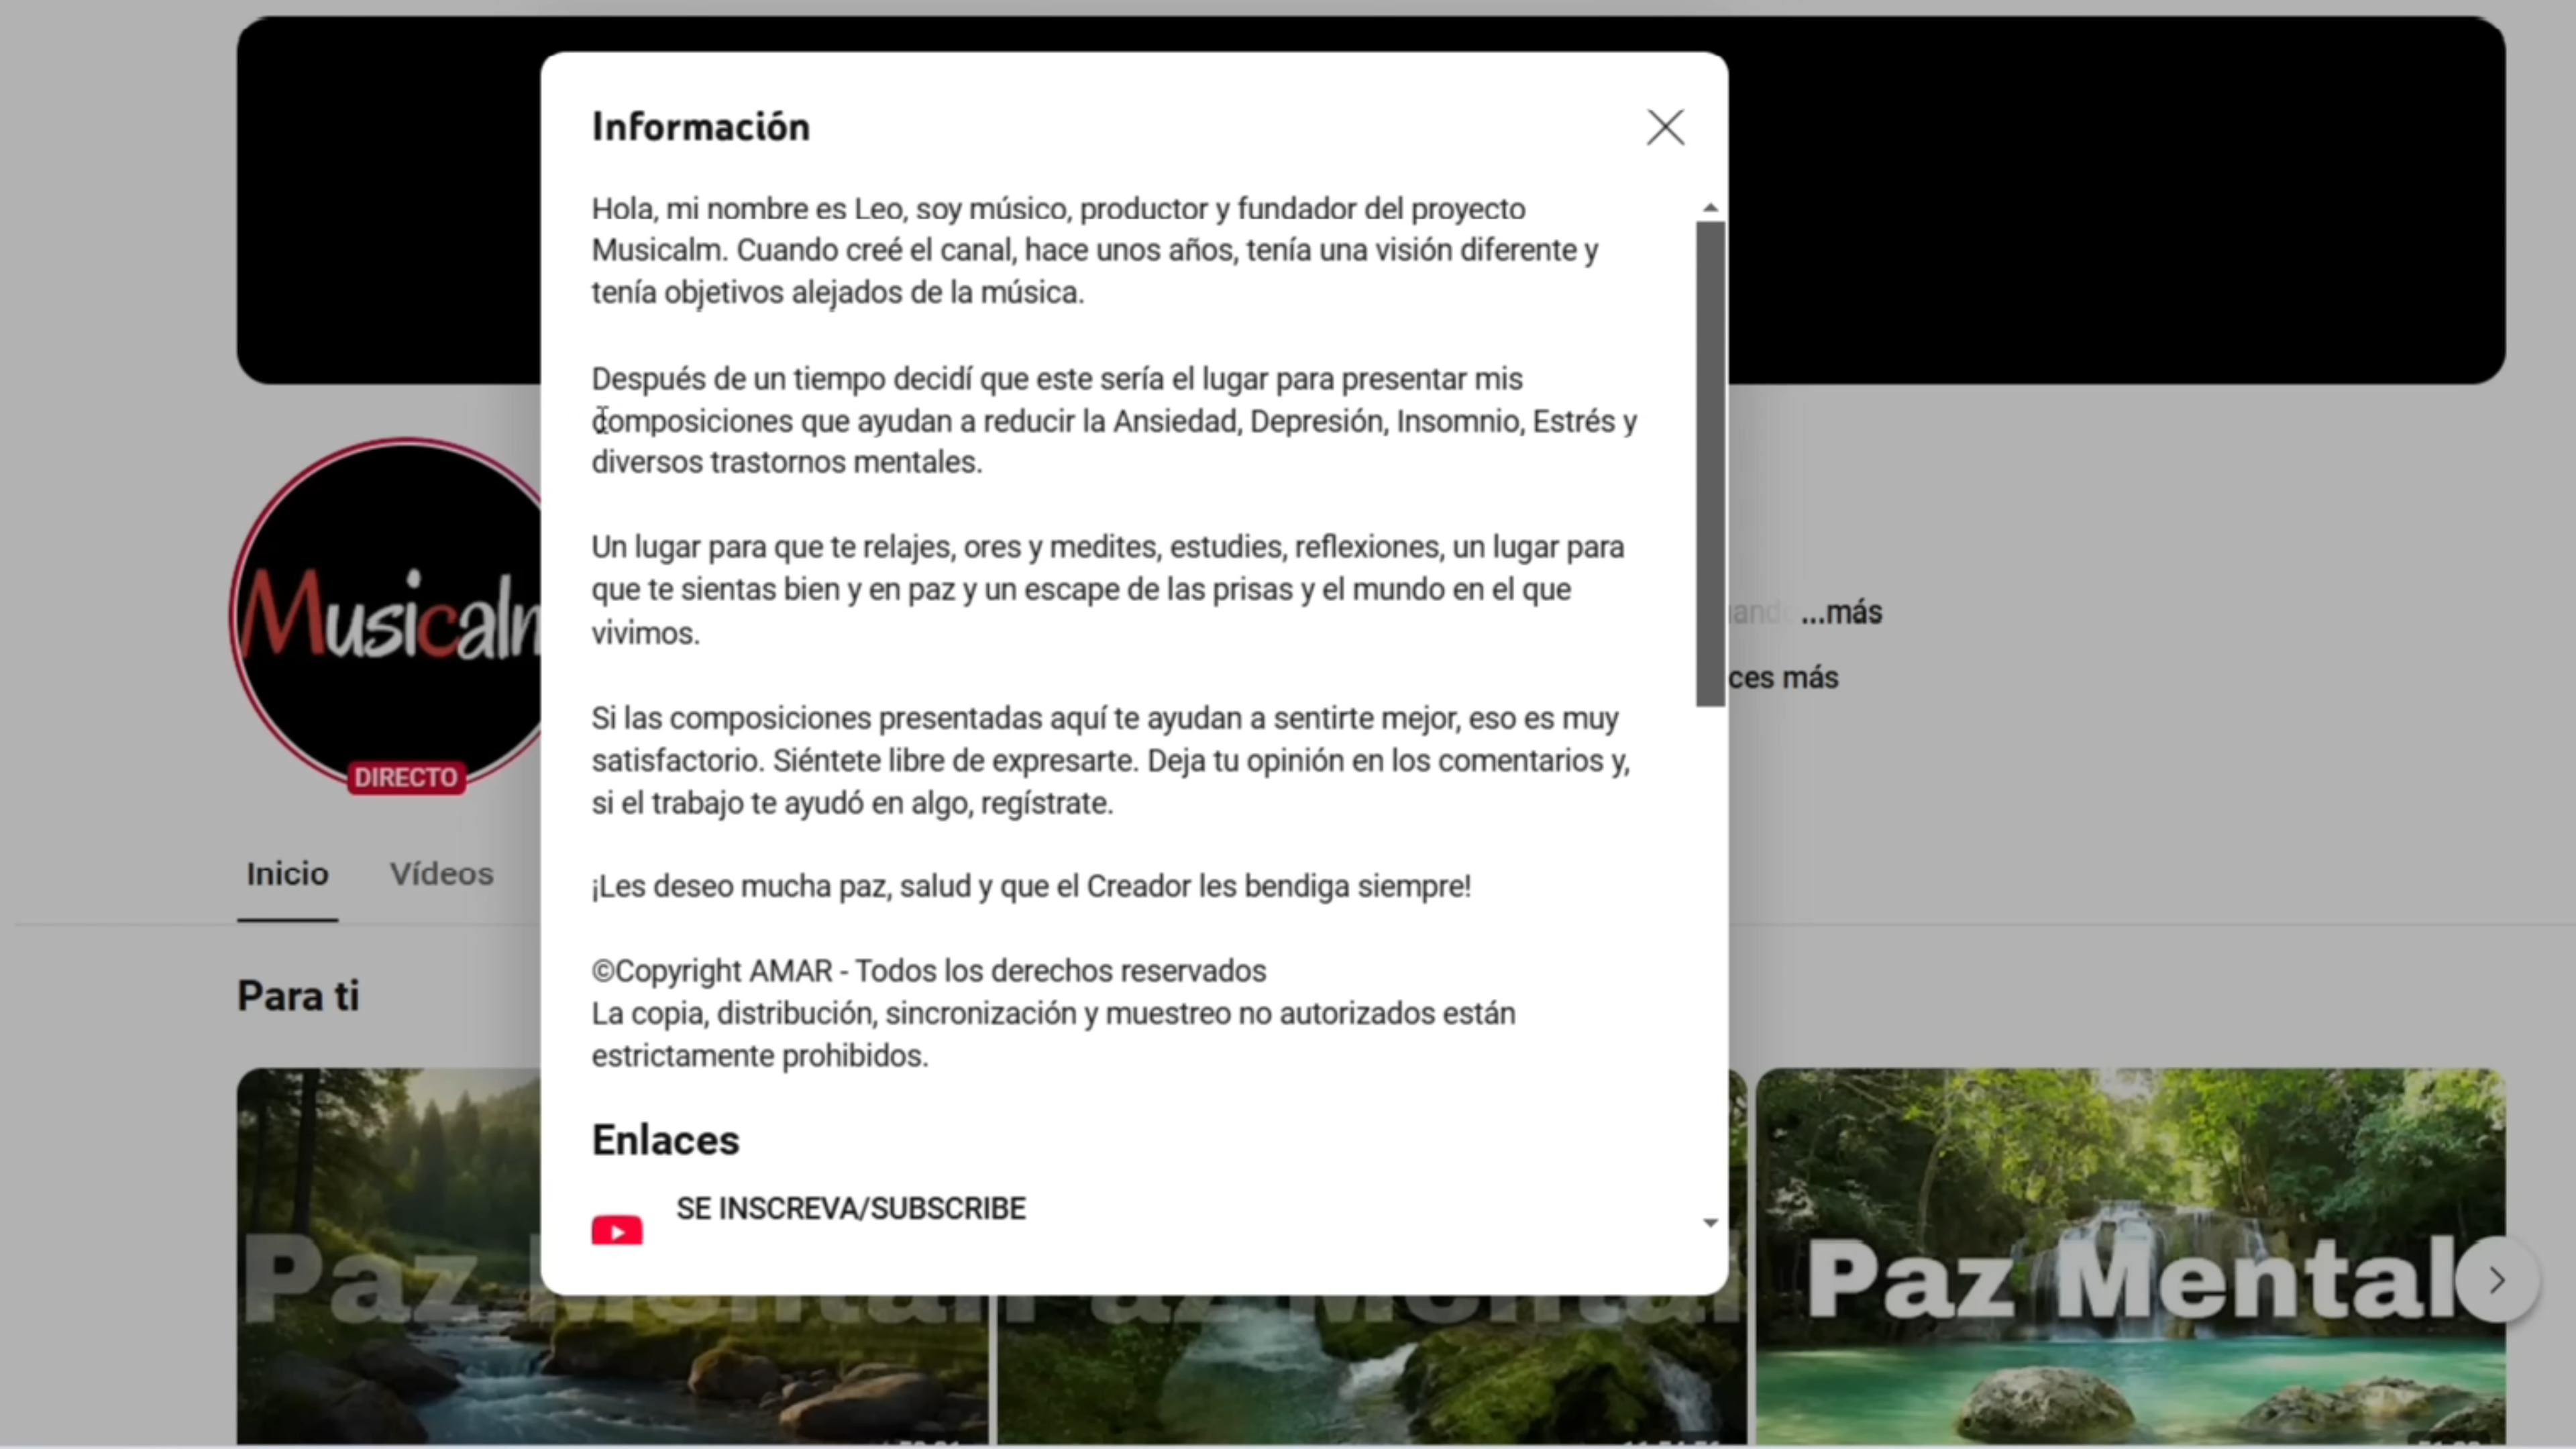 Información
Hola, mi nombre es Leo, soy músico, productor y fundador del proyecto
Musicalm. Cuando creé el canal, hace unos años, tenía una visión diferente y
tenía objetivos alejados de la música.
Después de un tiempo decidí que este sería el lugar para presentar mis
composiciones que ayudan a reducir la Ansiedad, Depresión, Insomnio, Estrés y
diversos trastornos mentales.
Un lugar para que te relajes, ores y medites, estudies, reflexiones, un lugar para
que te sientas bien y en paz y un escape de las prisas y el mundo en el que
vivimos.
Si las composiciones presentadas aquí te ayudan a sentirte mejor, eso es muy
satisfactorio. Siéntete libre de expresarte. Deja tu opinión en los comentarios y,
si el trabajo te ayudó en algo, regístrate.
¡Les deseo mucha paz, salud y que el Creador les bendiga siempre!
©Copyright AMAR - Todos los derechos reservados
La copia, distribución, sincronización y muestreo no autorizados están
estrictamente prohibidos.
Enlaces
SE INSCREVA/SUBSCRIBE
Musicaln
DIRECTO
...más
ces más
Inicio Vídeos
Para ti
Paz
Paz Mental